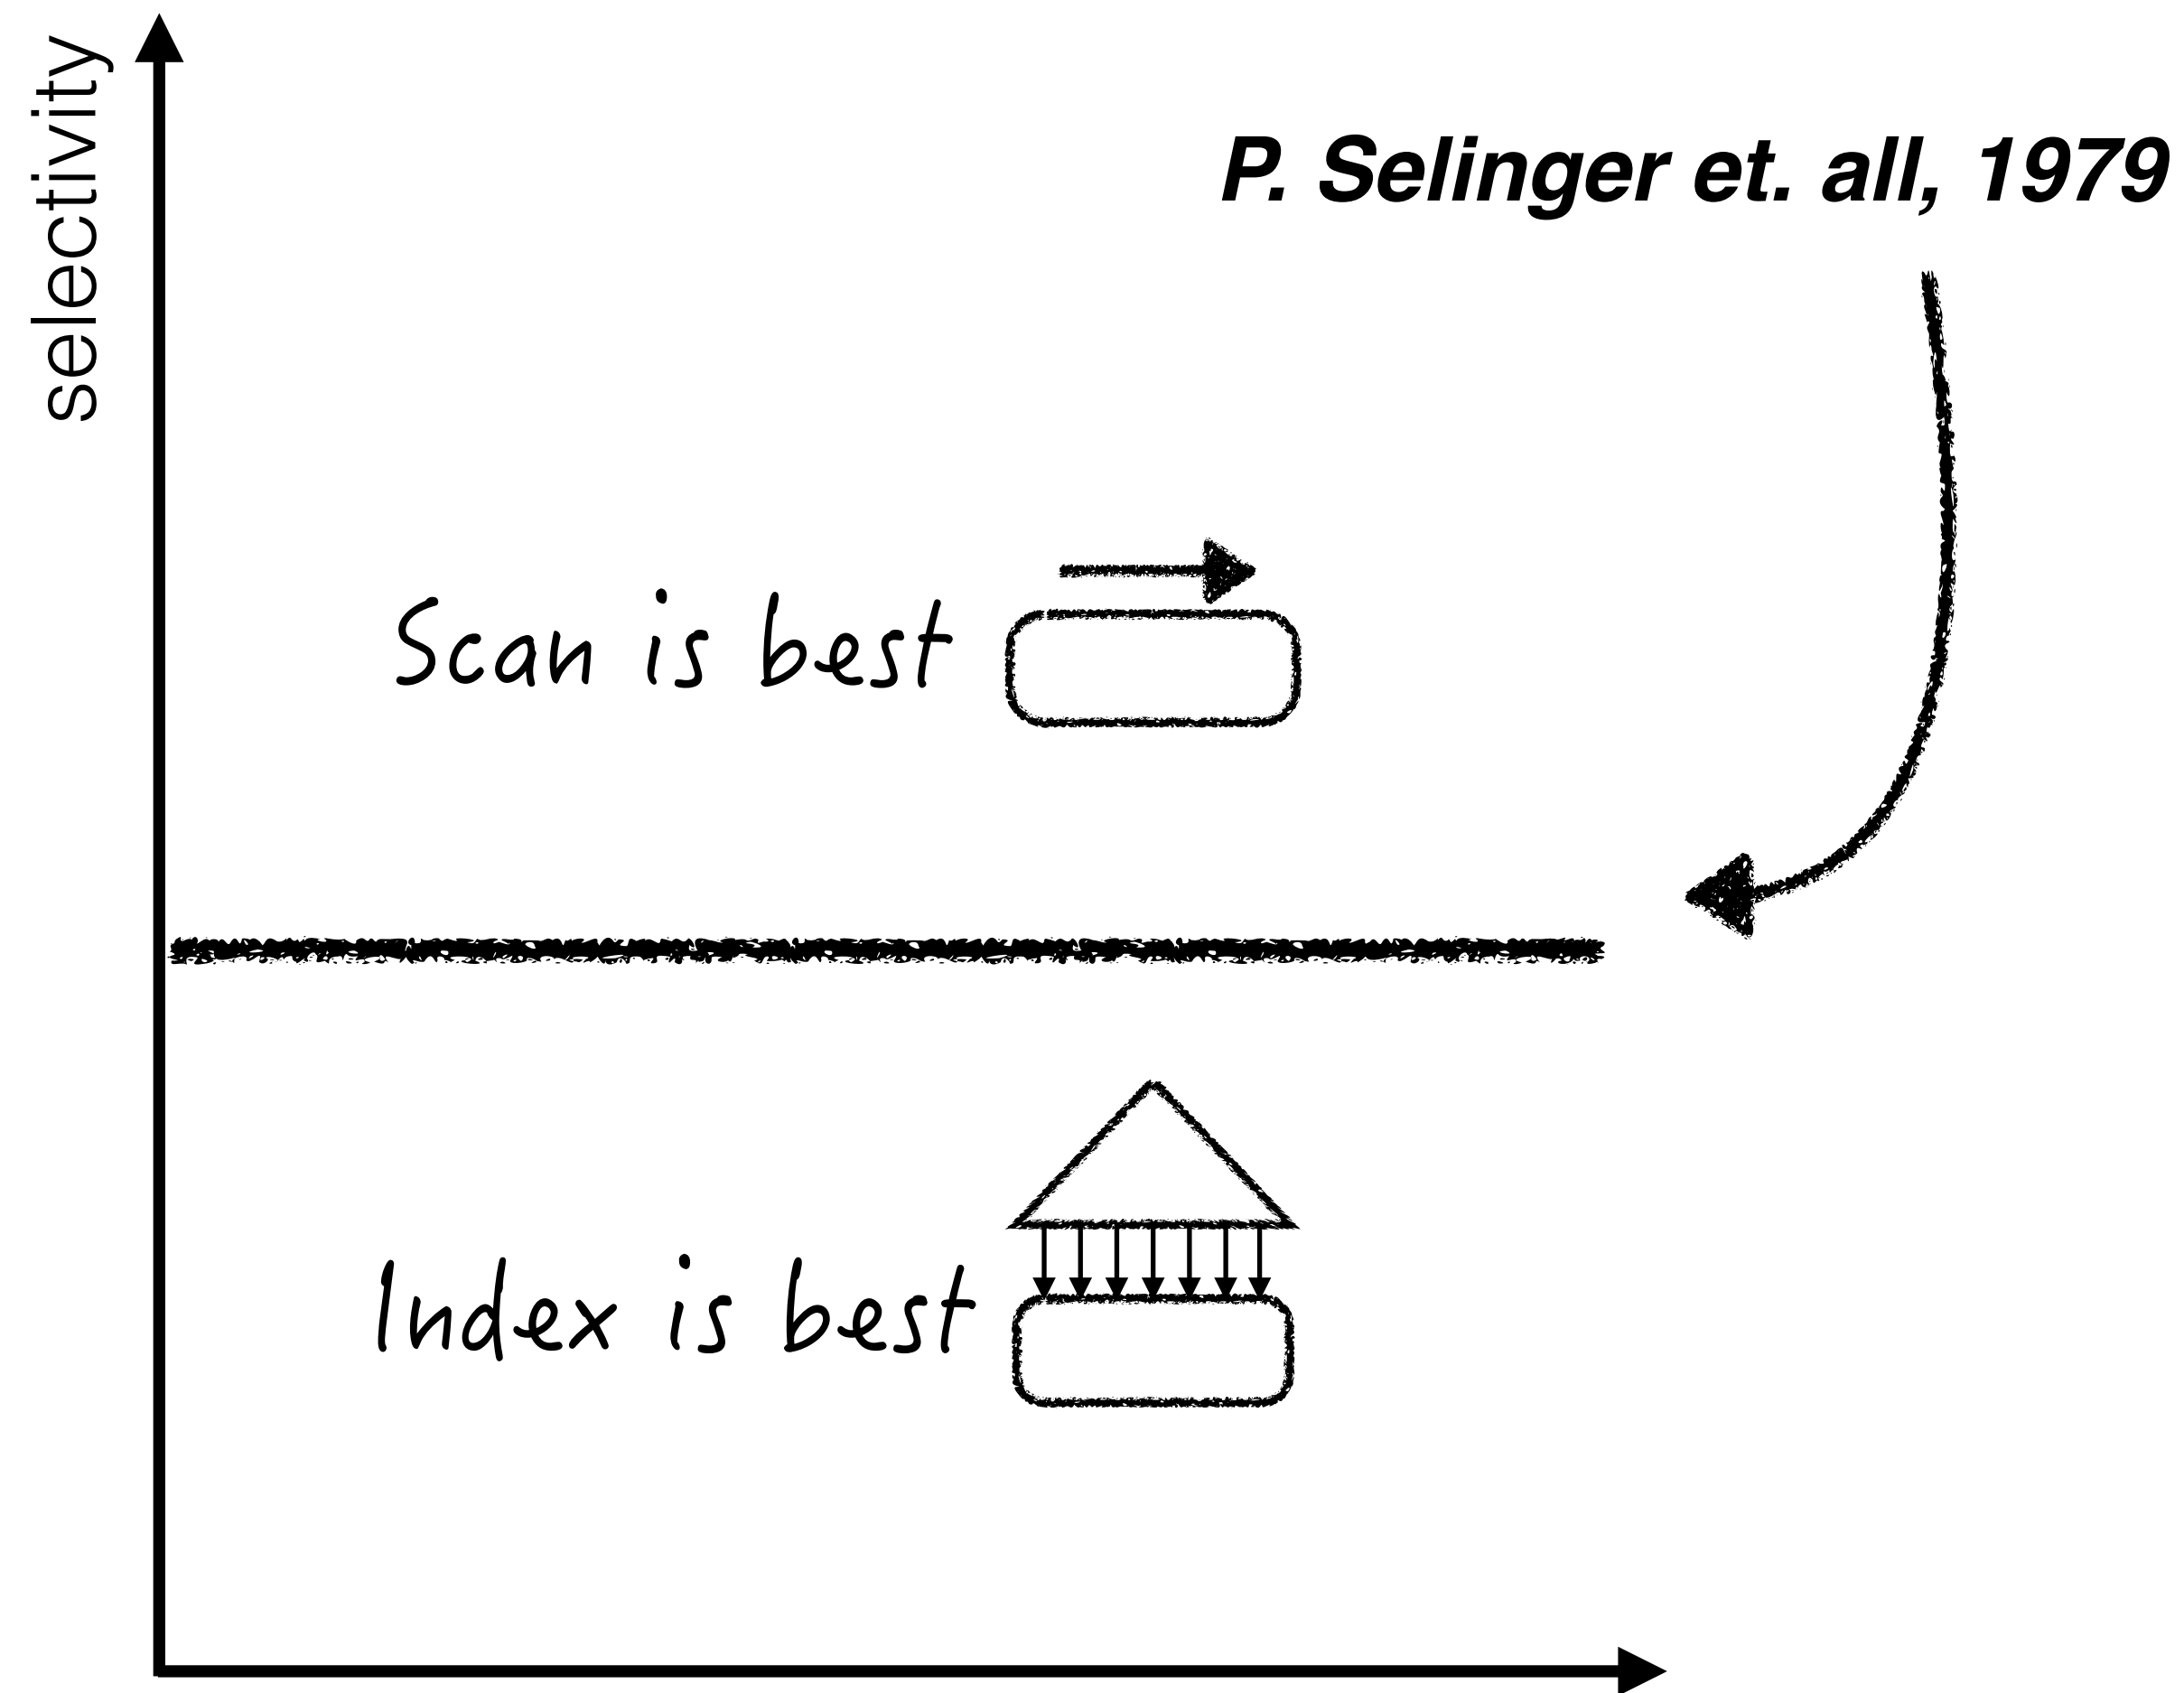 selectivity
P. Selinger et. all, 1979
Scan is best
Index is best